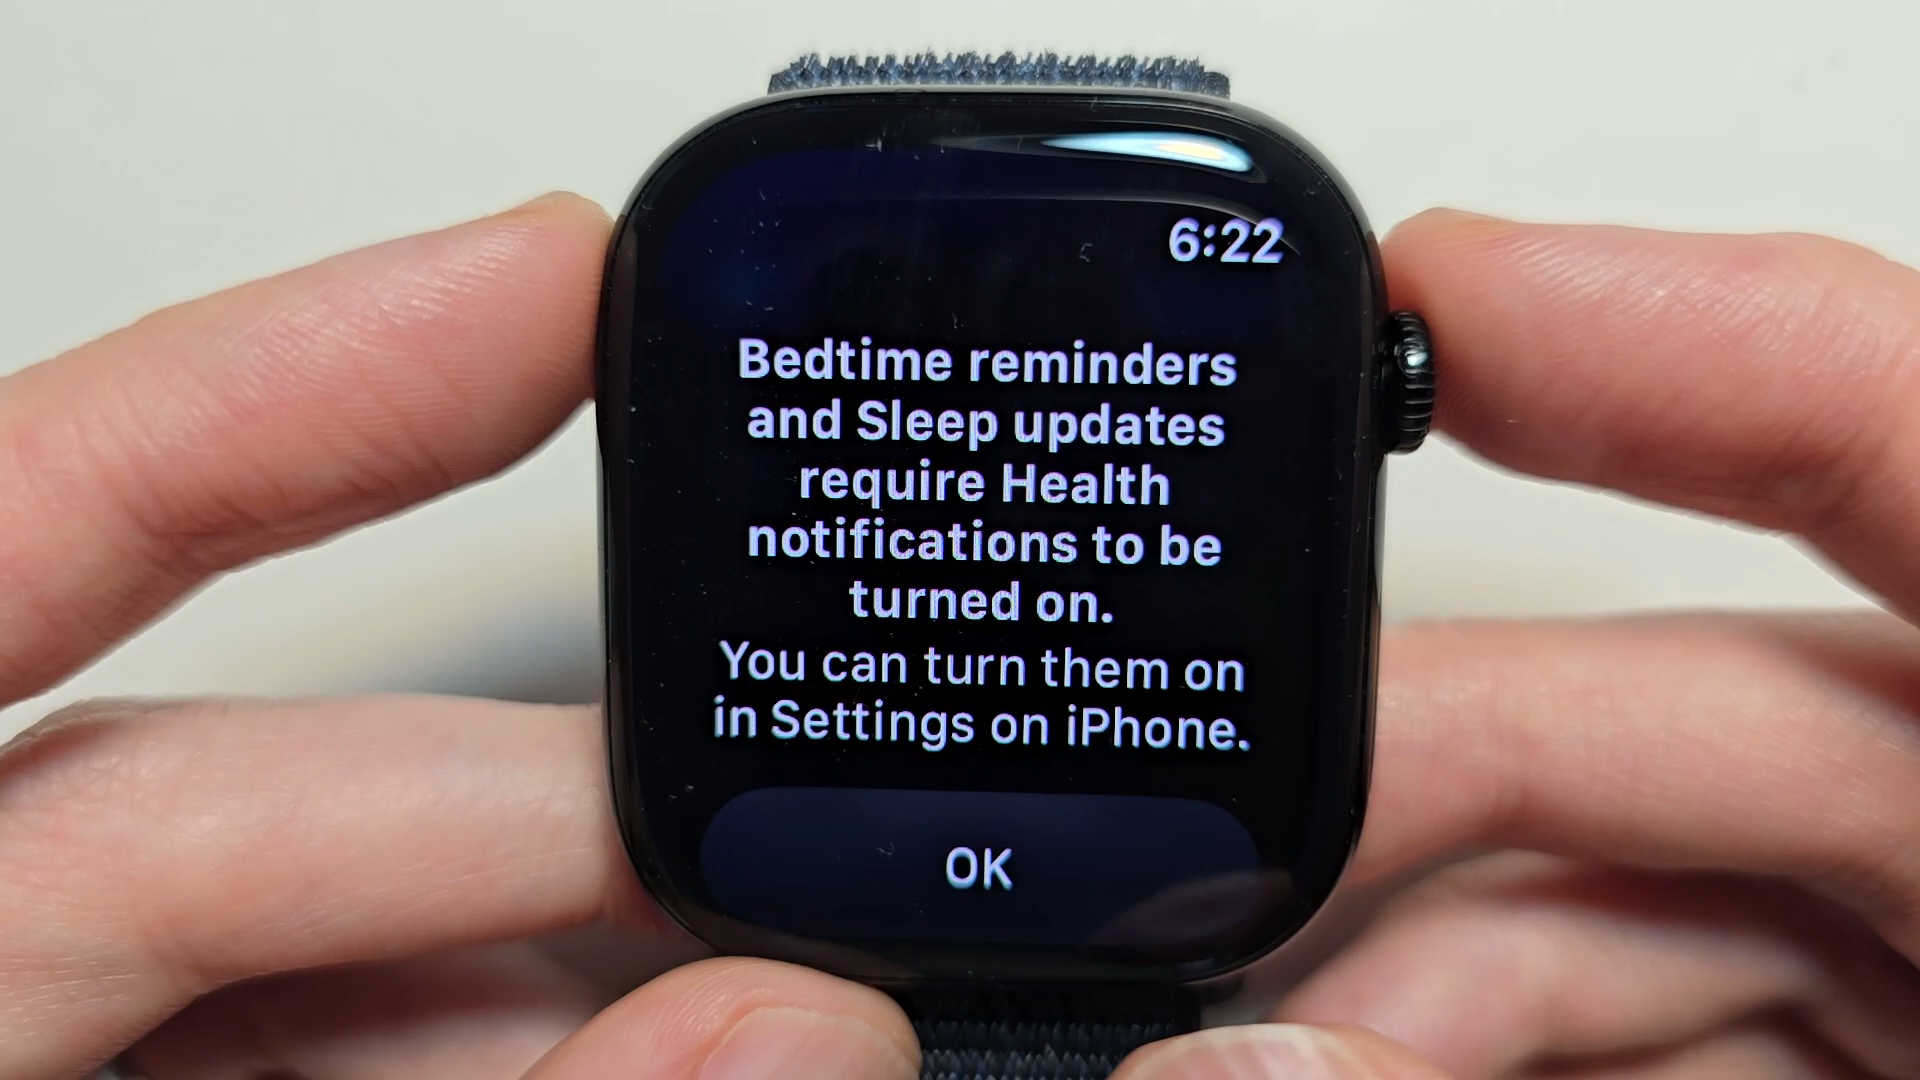 6:22
Bedtime reminders
and Sleep updates
require Health
notifications to be
turned on.
You can turn them on
in Settings on iPhone.
OK